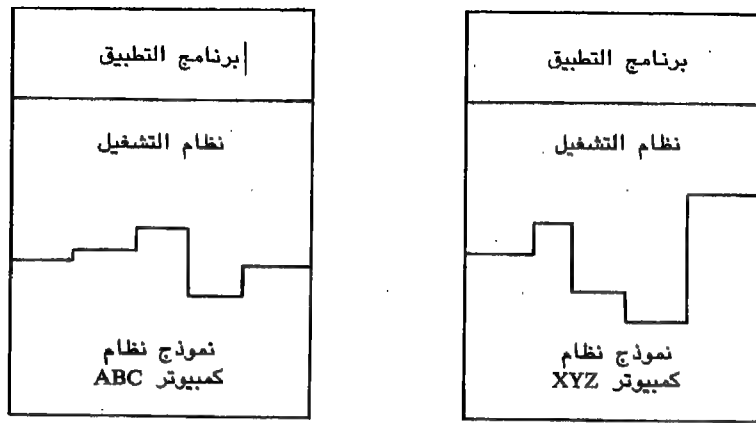 برنامج التطبيق
نظام التشغيل
نموذج نظام
كمبيوتر ABC
برنامج التطبيق
نظام التشغيل
نموذج نظام
كمبيوتر XYZ